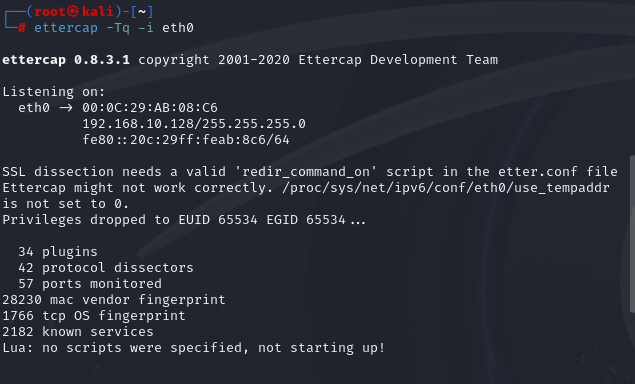 ┌──(root㉿kali)-[~]
└─# ettercap -Tq -i eth0
ettercap 0.8.3.1 copyright 2001-2020 Ettercap Development Team
Listening on:
eth0 -> 00:0C:29:AB:08:C6
192.168.10.128/255.255.255.0
fe80::20c:29ff:feab:8c6/64
SSL dissection needs a valid 'redir_command_on' script in the etter.conf file
Ettercap might not work correctly. /proc/sys/net/ipv6/conf/eth0/use_tempaddr
is not set to 0.
Privileges dropped to EUID 65534 EGID 65534...
34 plugins
42 protocol dissectors
57 ports monitored
28230 mac vendor fingerprint
1766 tcp OS fingerprint
2182 known services
Lua: no scripts were specified, not starting up!